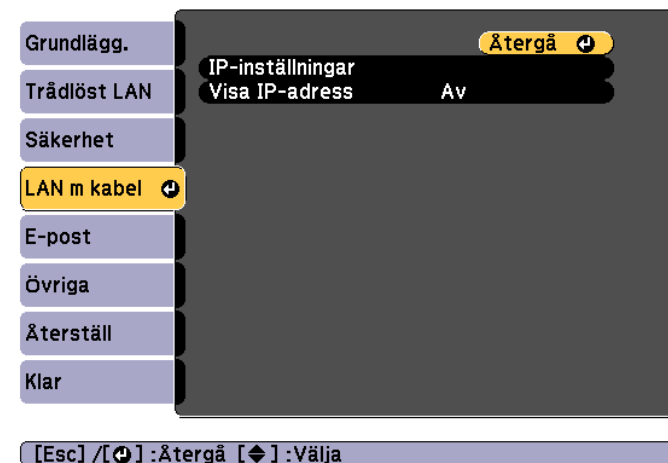 Grundlägg.
Trådlöst LAN
Säkerhet
LAN m kabel
E-post
Övriga
Återställ
Klar
Återgå
IP-inställningar
Visa IP-adress Av
[Esc] /[⏎] :Återgå [◆] :Välja